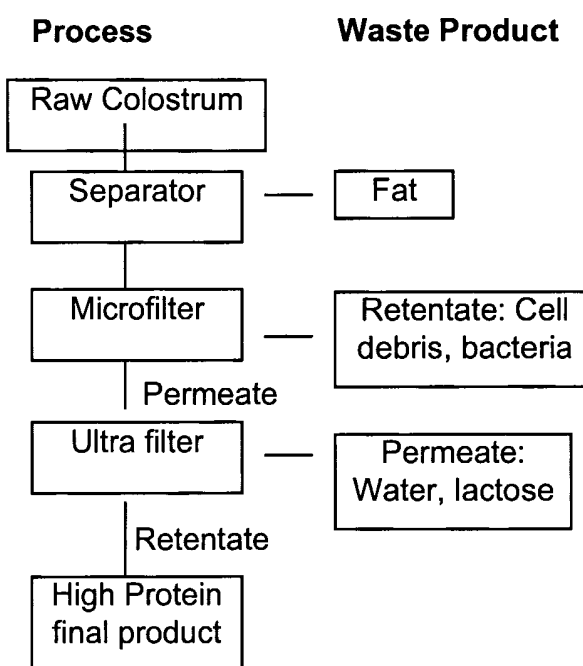 Process
Waste Product
Raw Colostrum
Separator
Fat
Microfilter
Retentate: Cell
debris, bacteria
Permeate
Ultra filter
Permeate:
Water, lactose
Retentate
High Protein
final product